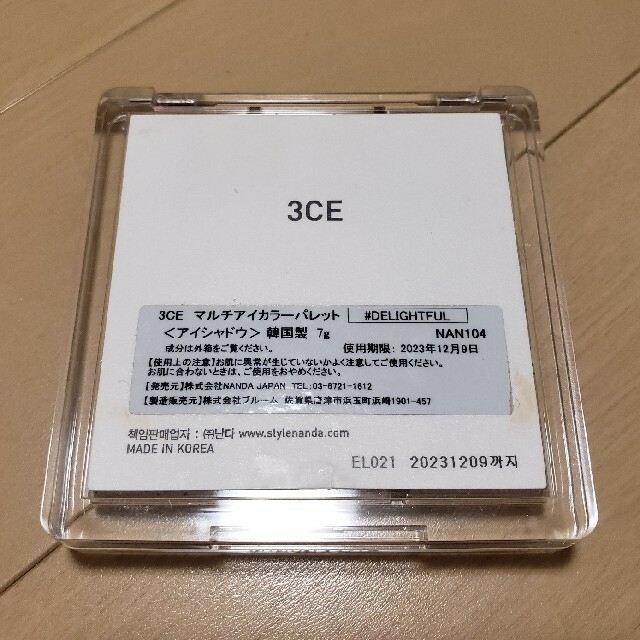 3CE
3CE マルチアイカラーパレット #DELIGHTFUL
＜アイシャドウ＞ 韓国製 7g NAN104
成分は外箱をご覧ください。 使用期限: 2023年12月9日
【使用上の注意】お肌に異常が生じていないかよく注意してご使用ください。
お肌に合わないときは、ご使用をおやめください。
【発売元】株式会社NANDA JAPAN TEL:03-6721-1612
【製造販売元】株式会社ブルーム 佐賀県唐津市浜玉町浜崎1901-457
책임판매업자 : ㈜난다 www.stylenanda.com
MADE IN KOREA
EL021 20231209까지